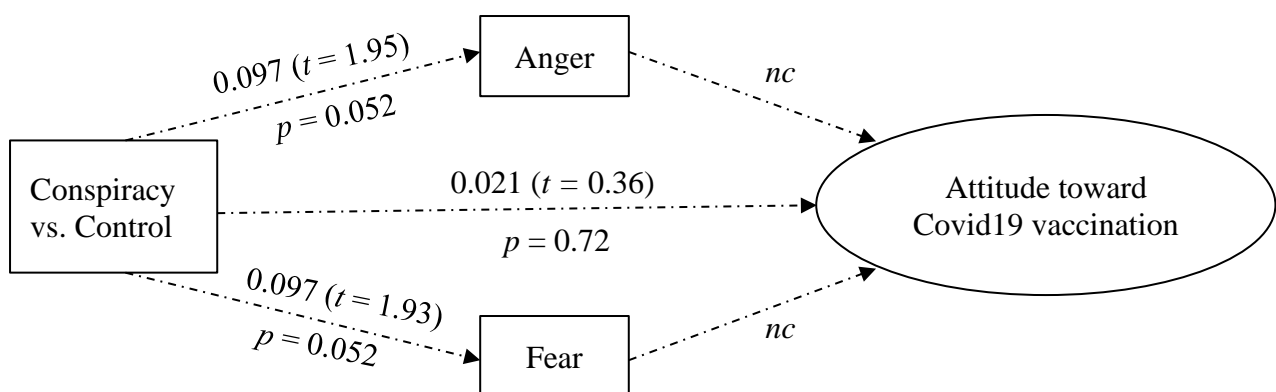 0.097 (t = 1.95)
p = 0.052
Anger
nc
Conspiracy
vs. Control
0.021 (t = 0.36)
p = 0.72
Attitude toward
Covid19 vaccination
0.097 (t = 1.93)
p = 0.052
Fear
nc